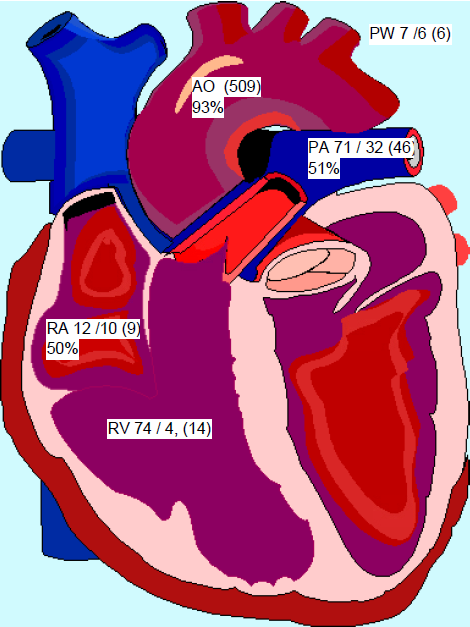 PW 7 /6 (6)
AO  (509)
93%
PA 71 / 32 (46)
51%
RA 12 /10 (9)
50%
RV 74 / 4, (14)